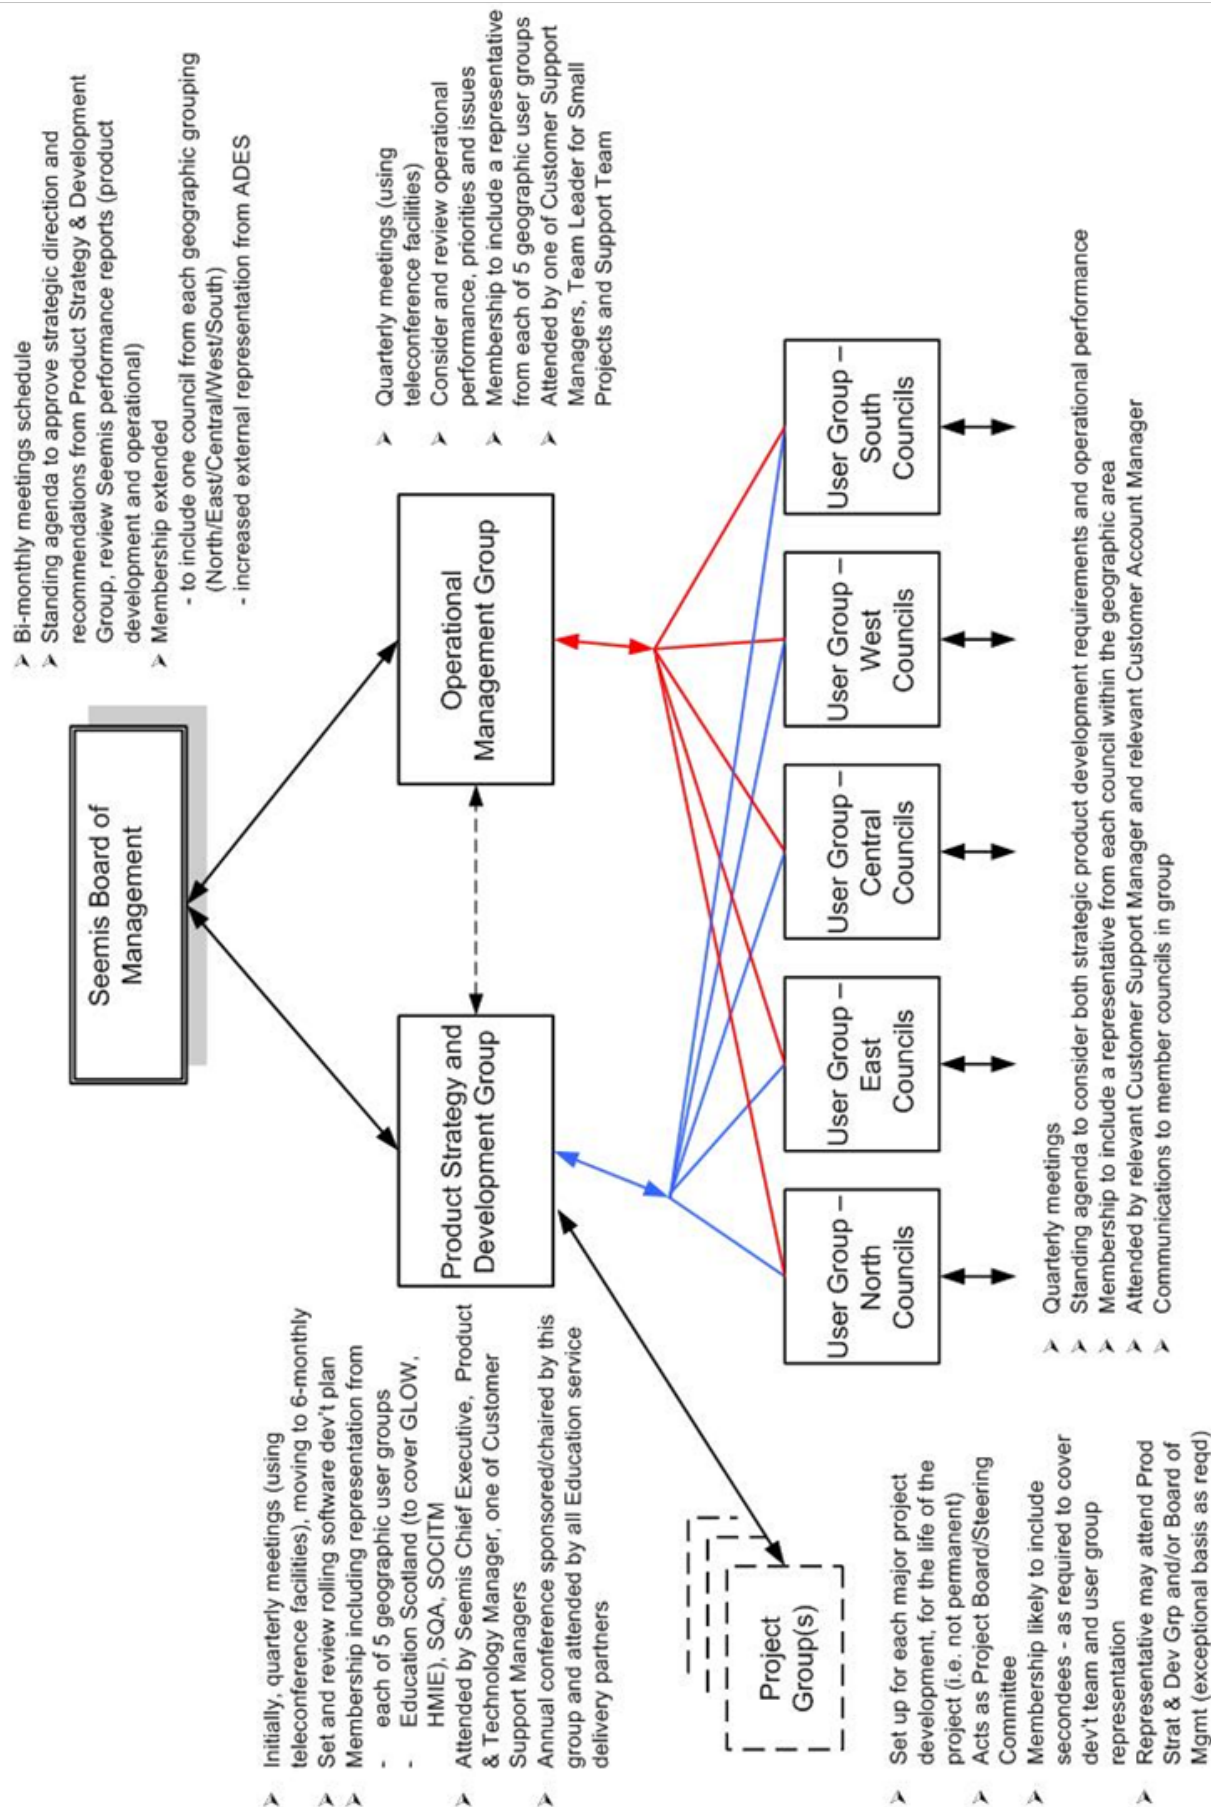 Seemis Board of
Management
➢ Bi-monthly meetings schedule
➢ Standing agenda to approve strategic direction and
recommendations from Product Strategy & Development
Group, review Seemis performance reports (product
development and operational)
➢ Membership extended
- to include one council from each geographic grouping
(North/East/Central/West/South)
- increased external representation from ADES
➢ Initially, quarterly meetings (using
teleconference facilities), moving to 6-monthly
➢ Set and review rolling software dev't plan
➢ Membership including representation from
- each of 5 geographic user groups
- Education Scotland (to cover GLOW,
HMIE), SQA, SOCITM
➢ Attended by Seemis Chief Executive, Product
& Technology Manager, one of Customer
Support Managers
➢ Annual conference sponsored/chaired by this
group and attended by all Education service
delivery partners
Product Strategy and
Development Group
Operational
Management Group
➢ Quarterly meetings (using
teleconference facilities)
➢ Consider and review operational
performance, priorities and issues
➢ Membership to include a representative
from each of 5 geographic user groups
➢ Attended by one of Customer Support
Managers, Team Leader for Small
Projects and Support Team
Project
Group(s)
User Group –
North
Councils
User Group –
East
Councils
User Group –
Central
Councils
User Group –
West
Councils
User Group –
South
Councils
➢ Set up for each major project
development, for the life of the
project (i.e. not permanent)
➢ Acts as Project Board/Steering
Committee
➢ Membership likely to include
secondees - as required to cover
dev't team and user group
representation
➢ Representative may attend Prod
Strat & Dev Grp and/or Board of
Mgmt (exceptional basis as reqd)
➢ Quarterly meetings
➢ Standing agenda to consider both strategic product development requirements and operational performance
➢ Membership to include a representative from each council within the geographic area
➢ Attended by relevant Customer Support Manager and relevant Customer Account Manager
➢ Communications to member councils in group